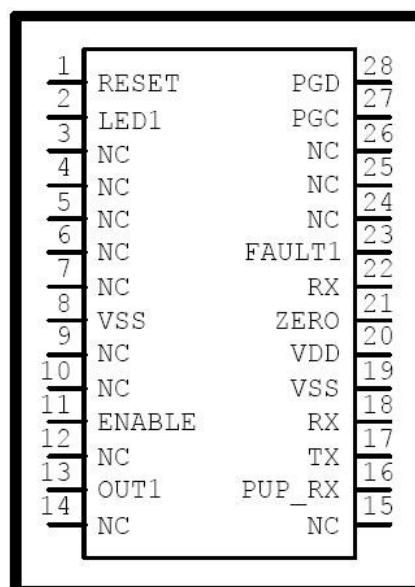 1 RESET PGD 28
2 LED1 PGC 27
3 NC NC 26
4 NC NC 25
5 NC NC 24
6 NC FAULT1 23
7 NC RX 22
8 VSS ZERO 21
9 NC VDD 20
10 NC VSS 19
11 ENABLE RX 18
12 NC TX 17
13 OUT1 PUP_RX 16
14 NC NC 15